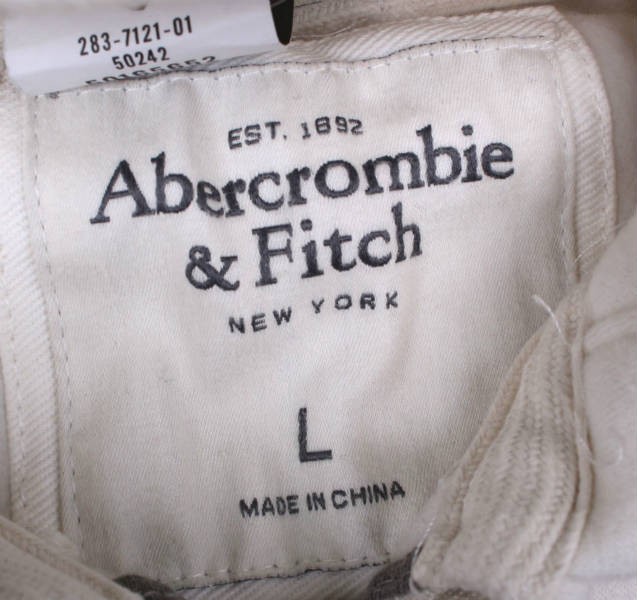 283-7121-01
50242
EST. 1892
Abercrombie
& Fitch
NEW YORK
L
MADE IN CHINA